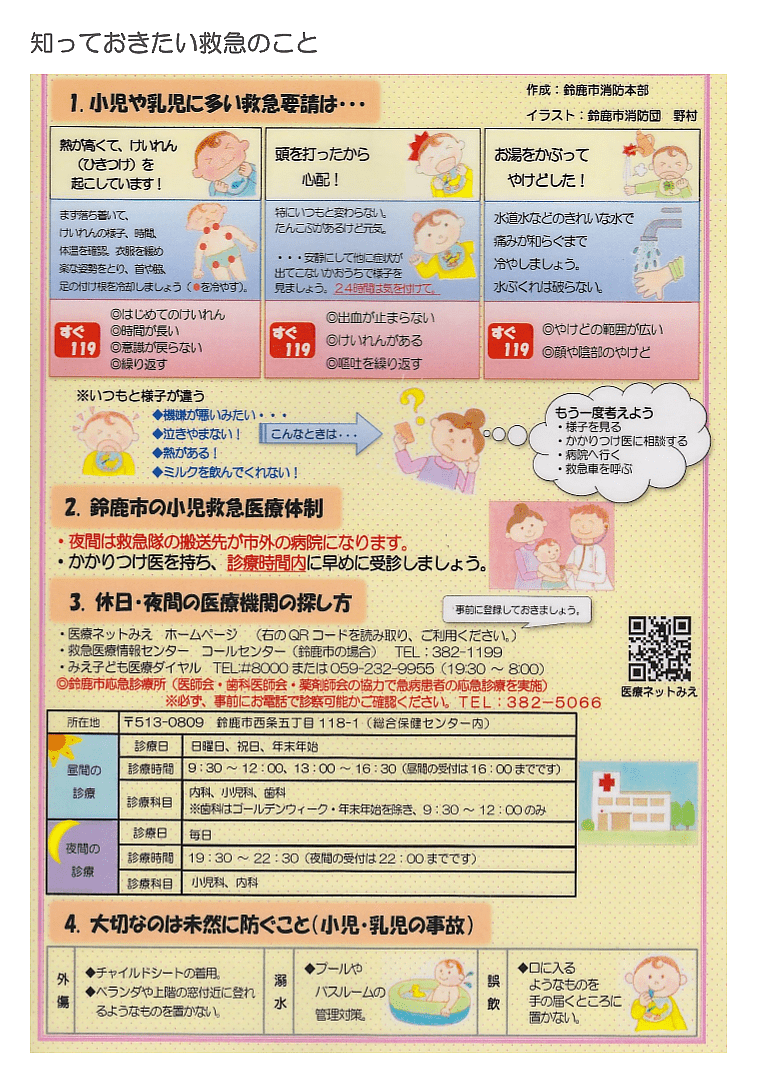 知っておきたい救急のこと
1. 小児や乳児に多い救急要請は・・・
作成：鈴鹿市消防本部
イラスト：鈴鹿市消防団　野村
熱が高くて、けいれん
（ひきつけ）を
起こしています！
まず落ち着いて、
けいれんの様子、時間、
体温を確認。衣服を緩め
楽な姿勢をとり、首や脇、
足の付け根を冷却しましょう（●を冷やす）。
すぐ
119
◎はじめてのけいれん
◎時間が長い
◎意識が戻らない
◎繰り返す
頭を打ったから
心配！
特にいつもと変わらない。
たんこぶがあるけど元気。
・・・安静にして他に症状が
出てこないかおうちで様子を
見ましょう。２４時間は気を付けて。
すぐ
119
◎出血が止まらない
◎けいれんがある
◎嘔吐を繰り返す
お湯をかぶって
やけどした！
水道水などのきれいな水で
痛みが和らぐまで
冷やしましょう。
水ぶくれは破らない。
すぐ
119
◎やけどの範囲が広い
◎顔や陰部のやけど
※いつもと様子が違う
◆機嫌が悪いみたい・・・
◆泣きやまない！
◆熱がある！
◆ミルクを飲んでくれない！
こんなときは・・・
もう一度考えよう
・様子を見る
・かかりつけ医に相談する
・病院へ行く
・救急車を呼ぶ
2. 鈴鹿市の小児救急医療体制
・夜間は救急隊の搬送先が市外の病院になります。
・かかりつけ医を持ち、診療時間内に早めに受診しましょう。
3. 休日・夜間の医療機関の探し方
事前に登録しておきましょう。
・医療ネットみえ　ホームページ　（右のQRコードを読み取り、ご利用ください。）
・救急医療情報センター　コールセンター（鈴鹿市の場合）　TEL：382-1199
・みえ子ども医療ダイヤル　TEL:#8000 または 059-232-9955（19:30 ～ 8:00）
◎鈴鹿市応急診療所（医師会・歯科医師会・薬剤師会の協力で急病患者の応急診療を実施）
※必ず、事前にお電話で診察可能かご確認ください。ＴＥＬ：３８２－５０６６
医療ネットみえ
所在地　〒513-0809　鈴鹿市西条五丁目 118-1（総合保健センター内）
昼間の
診療
診療日　日曜日、祝日、年末年始
診療時間　9：30 ～ 12：00、13：00 ～ 16：30（昼間の受付は16：00までです）
診療科目　内科、小児科、歯科
※歯科はゴールデンウィーク・年末年始を除き、9：30 ～ 12：00のみ
夜間の
診療
診療日　毎日
診療時間　19：30 ～ 22：30（夜間の受付は22：00までです）
診療科目　小児科、内科
4. 大切なのは未然に防ぐこと（小児・乳児の事故）
外傷
◆チャイルドシートの着用。
◆ベランダや上階の窓付近に登れ
るようなものを置かない。
溺水
◆プールや
バスルームの
管理対策。
誤飲
◆口に入る
ようなものを
手の届くところに
置かない。